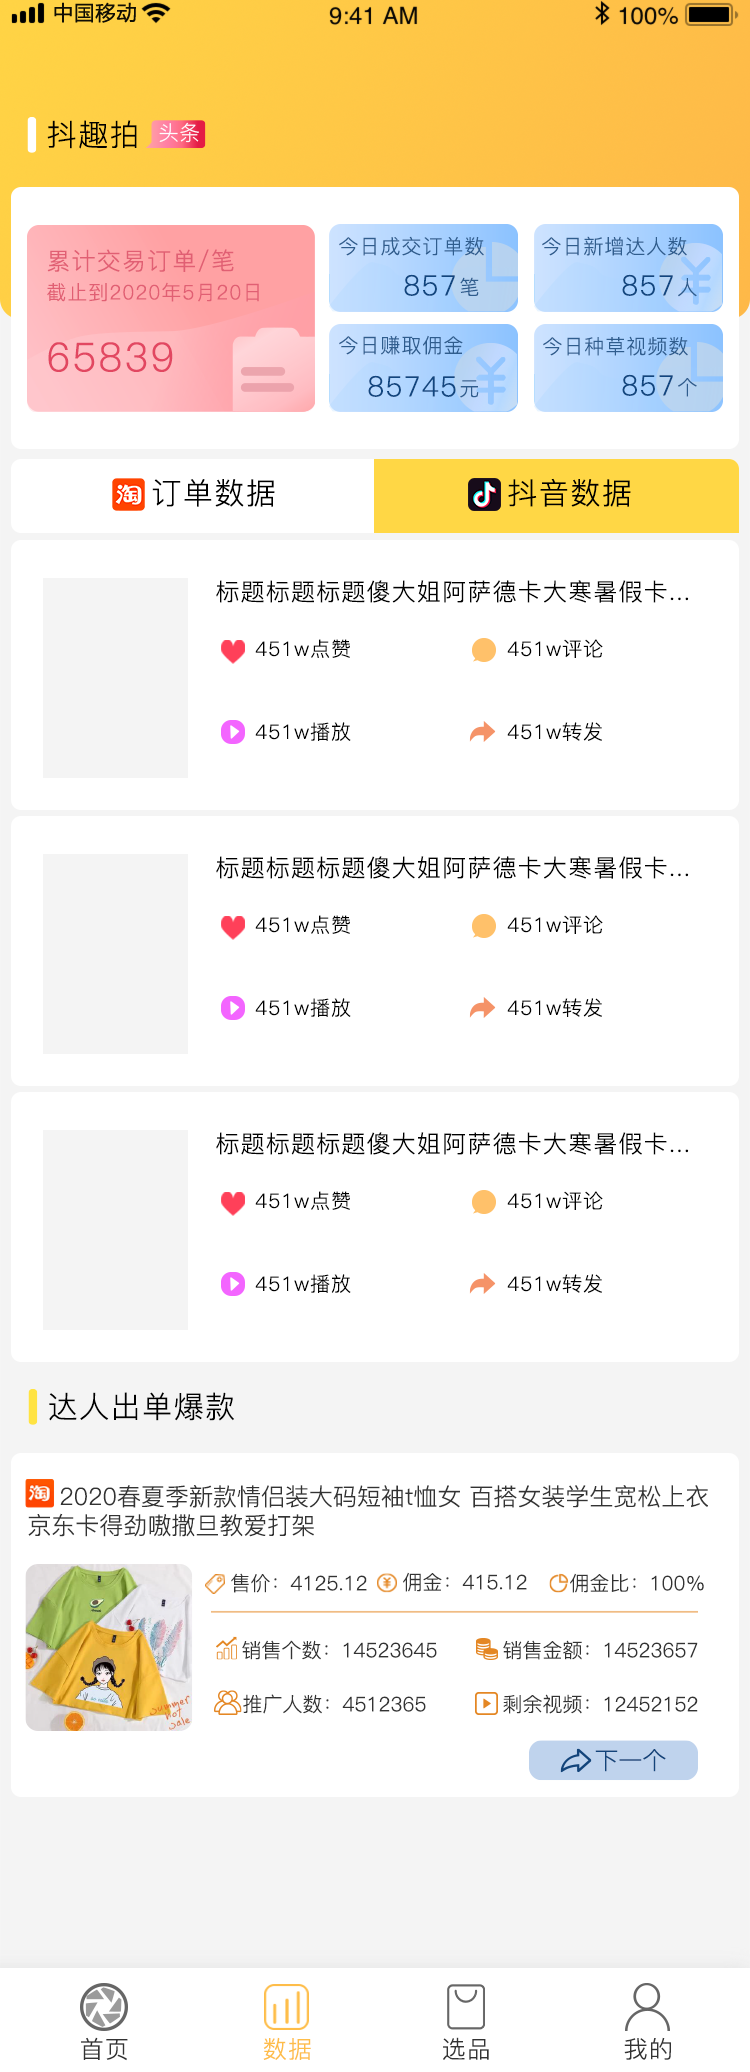 中国移动 9:41 AM 100%
抖趣拍 头条
累计交易订单/笔
截止到2020年5月20日
65839
今日成交订单数
857笔
今日新增达人数
857人
今日赚取佣金
85745元
今日种草视频数
857个
淘 订单数据
抖音数据
标题标题标题傻大姐阿萨德卡大寒暑假卡...
451w点赞 451w评论
451w播放 451w转发
标题标题标题傻大姐阿萨德卡大寒暑假卡...
451w点赞 451w评论
451w播放 451w转发
标题标题标题傻大姐阿萨德卡大寒暑假卡...
451w点赞 451w评论
451w播放 451w转发
达人出单爆款
淘 2020春夏季新款情侣装大码短袖t恤女 百搭女装学生宽松上衣
京东卡得劲嗷撒旦教爱打架
售价：4125.12 佣金：415.12 佣金比：100%
销售个数：14523645 销售金额：14523657
推广人数：4512365 剩余视频：12452152
summer
hot
sale
下一个
首页 数据 选品 我的